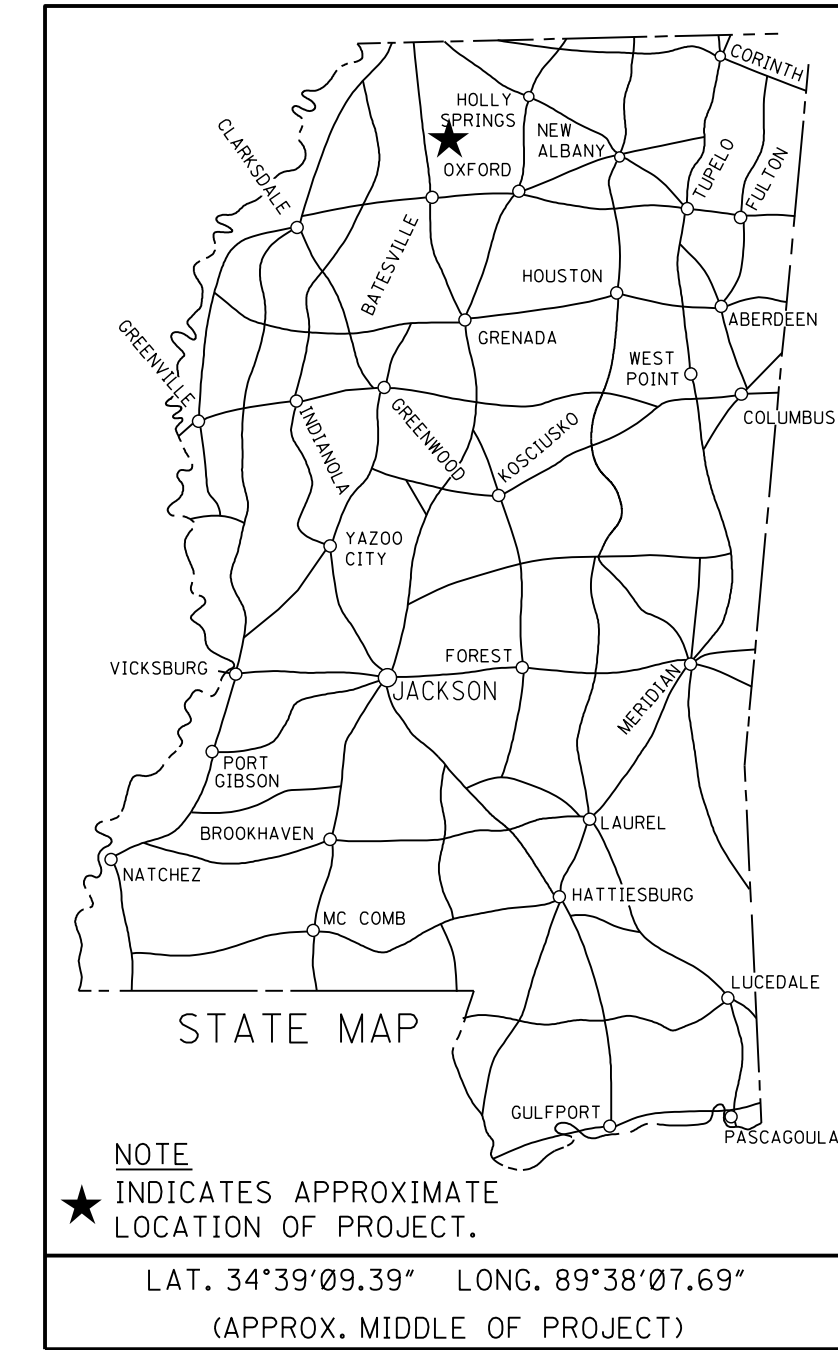 CORINTH
HOLLY
SPRINGS
NEW
ALBANY
OXFORD
CLARKSDALE
TUPELO
FULTON
BATESVILLE
HOUSTON
ABERDEEN
GREENVILLE
GRENADA
WEST
POINT
COLUMBUS
INDIANOLA
GREENWOOD
KOSCIUSKO
YAZOO
CITY
VICKSBURG
FOREST
JACKSON
MERIDIAN
PORT
GIBSON
BROOKHAVEN
LAUREL
NATCHEZ
HATTIESBURG
MC COMB
LUCEDALE
STATE MAP
GULFPORT
PASCAGOULA
NOTE
INDICATES APPROXIMATE
LOCATION OF PROJECT.
LAT. 34°39'09.39" LONG. 89°38'07.69"
(APPROX. MIDDLE OF PROJECT)